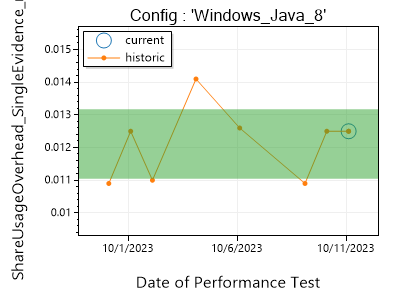 Config : 'Windows_Java_8'
current
historic
0.015
0.014
0.013
0.012
0.011
0.01
ShareUsageOverhead_SingleEvidence_
10/1/2023
10/6/2023
10/11/2023
Date of Performance Test